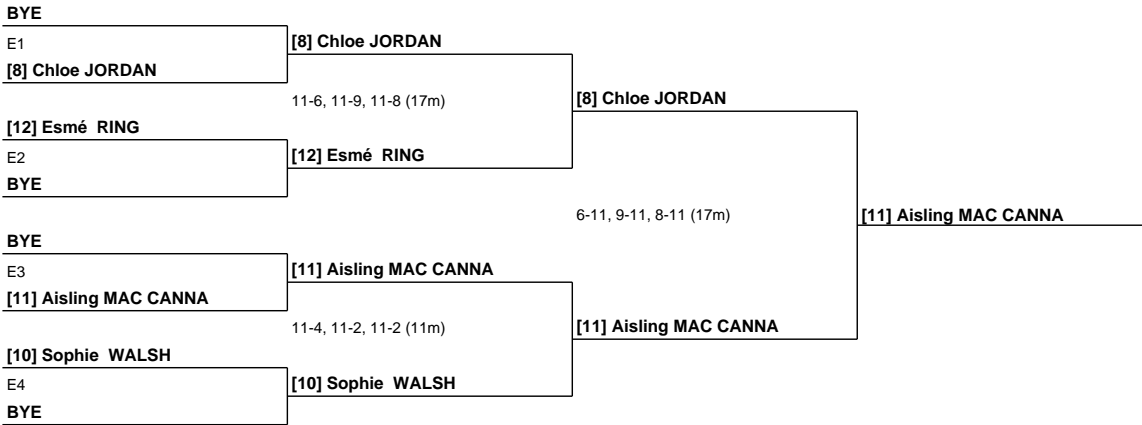 BYE
E1
[8] Chloe JORDAN
[8] Chloe JORDAN
11-6, 11-9, 11-8 (17m)
[8] Chloe JORDAN
[12] Esmé RING
E2
[12] Esmé RING
BYE
6-11, 9-11, 8-11 (17m)
[11] Aisling MAC CANNA
BYE
E3
[11] Aisling MAC CANNA
[11] Aisling MAC CANNA
11-4, 11-2, 11-2 (11m)
[11] Aisling MAC CANNA
[10] Sophie WALSH
E4
[10] Sophie WALSH
BYE